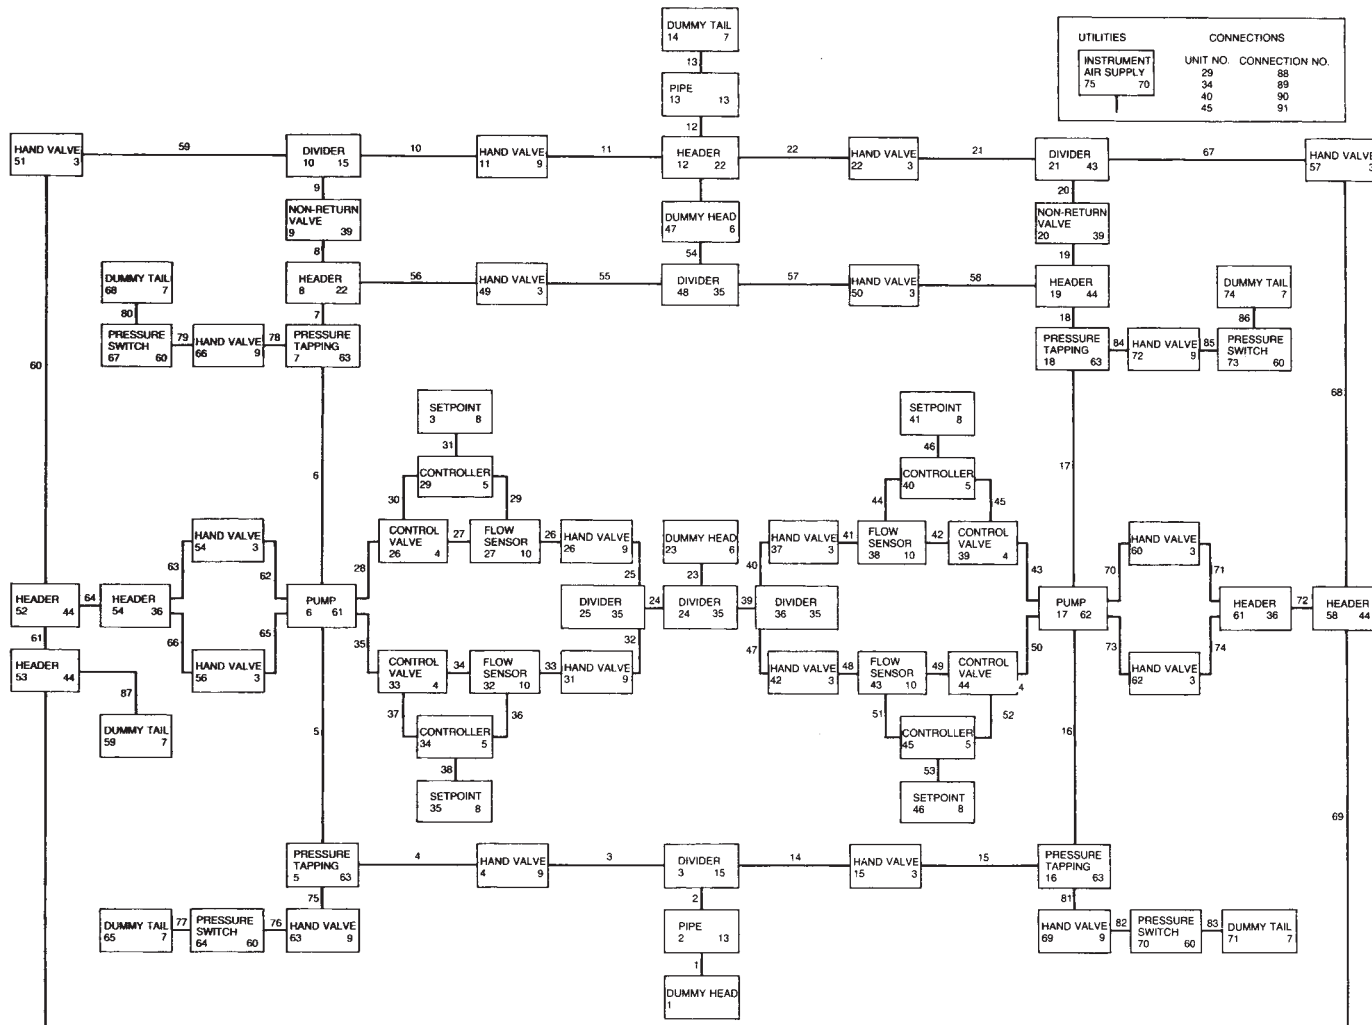 DUMMY TAIL
14 7
13
PIPE
13 13
12
UTILITIES CONNECTIONS
INSTRUMENT
AIR SUPPLY
75 70
UNIT NO. CONNECTION NO.
29 88
34 89
40 90
45 91
HAND VALVE
51 3
59
DIVIDER
10 15
10
HAND VALVE
11 9
11
HEADER
12 22
22
HAND VALVE
22 3
21
DIVIDER
21 43
67
HAND VALVE
57 3
9
NON-RETURN
VALVE
9 39
8
DUMMY HEAD
47 6
54
20
NON-RETURN
VALVE
20 39
19
DUMMY TAIL
68 7
80
HEADER
8 22
56
HAND VALVE
49 3
55
DIVIDER
48 35
57
HAND VALVE
50 3
58
HEADER
19 44
DUMMY TAIL
74 7
86
7
18
PRESSURE
SWITCH
67 60
79
HAND VALVE
66 9
78
PRESSURE
TAPPING
7 63
PRESSURE
TAPPING
18 63
84
HAND VALVE
72 9
85
PRESSURE
SWITCH
73 60
60
68
6
17
SETPOINT
3 8
31
CONTROLLER
29 5
30
29
SETPOINT
41 8
46
CONTROLLER
40 5
44
45
HAND VALVE
54 3
63
62
CONTROL
VALVE
26 4
27
FLOW
SENSOR
27 10
26
HAND VALVE
26 9
28
25
DUMMY HEAD
23 6
23
HAND VALVE
37 3
41
FLOW
SENSOR
38 10
42
CONTROL
VALVE
39 4
40
43
HAND VALVE
60 3
70
71
HEADER
52 44
64
HEADER
54 36
PUMP
6 61
DIVIDER
25 35
24
DIVIDER
24 35
39
DIVIDER
36 35
PUMP
17 62
HEADER
61 36
72
HEADER
58 44
61
66
65
35
32
47
50
73
74
HEADER
53 44
87
HAND VALVE
56 3
CONTROL
VALVE
33 4
34
FLOW
SENSOR
32 10
33
HAND VALVE
31 9
HAND VALVE
42 3
48
FLOW
SENSOR
43 10
49
CONTROL
VALVE
44 4
HAND VALVE
62 3
DUMMY TAIL
59 7
37
36
CONTROLLER
34 5
38
SETPOINT
35 8
51
52
CONTROLLER
45 5
53
SETPOINT
46 8
5
16
69
PRESSURE
TAPPING
5 63
4
HAND VALVE
4 9
3
DIVIDER
3 15
14
HAND VALVE
15 3
15
PRESSURE
TAPPING
16 63
75
2
81
DUMMY TAIL
65 7
77
PRESSURE
SWITCH
64 60
76
HAND VALVE
63 9
PIPE
2 13
HAND VALVE
69 9
82
PRESSURE
SWITCH
70 60
83
DUMMY TAIL
71 7
1
DUMMY HEAD
1